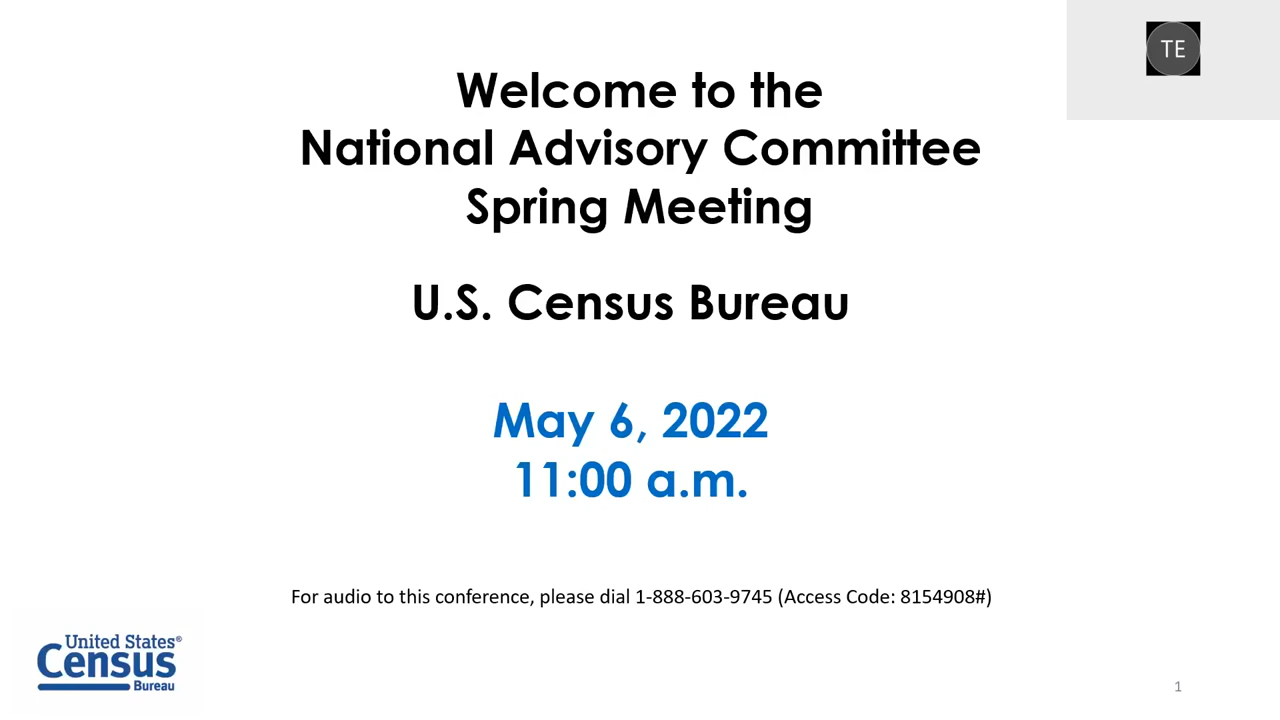 TE
Welcome to the
National Advisory Committee
Spring Meeting
U.S. Census Bureau
May 6, 2022
11:00 a.m.
For audio to this conference, please dial 1-888-603-9745 (Access Code: 8154908#)
United States®
Census
Bureau
1